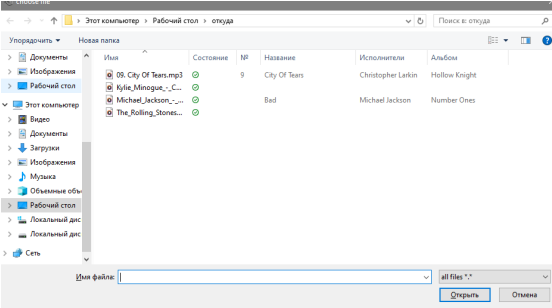 Choose file
Этот компьютер > Рабочий стол > откуда
Поиск в: откуда
Упорядочить
Новая папка
Документы
Изображения
Рабочий стол
Этот компьютер
Видео
Документы
Загрузки
Изображения
Музыка
Объемные объ
Рабочий стол
Локальный дис
Локальный дис
Сеть
Имя Состояние № Название Исполнители Альбом
09. City Of Tears.mp3 9 City Of Tears Christopher Larkin Hollow Knight
Kylie_Minogue_-_C...
Michael_Jackson_-_... Bad Michael Jackson Number Ones
The_Rolling_Stones...
Имя файла:
all files *.*
Открыть
Отмена